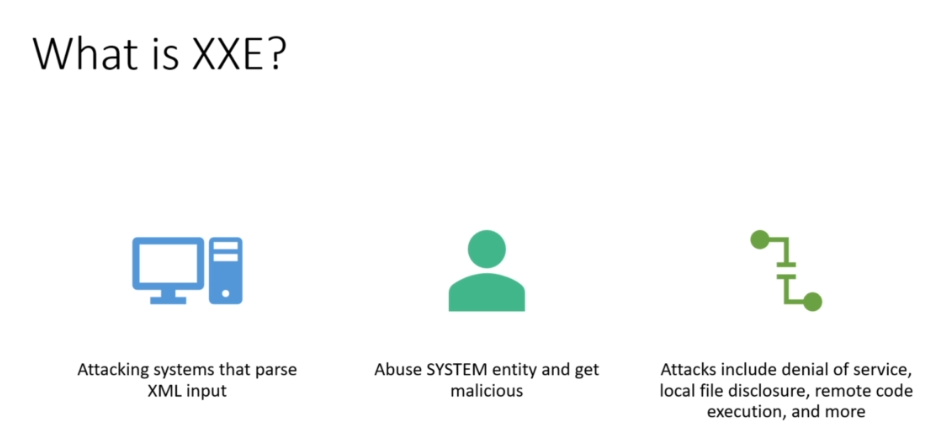 What is XXE?
Attacking systems that parse
XML input
Abuse SYSTEM entity and get
malicious
Attacks include denial of service,
local file disclosure, remote code
execution, and more